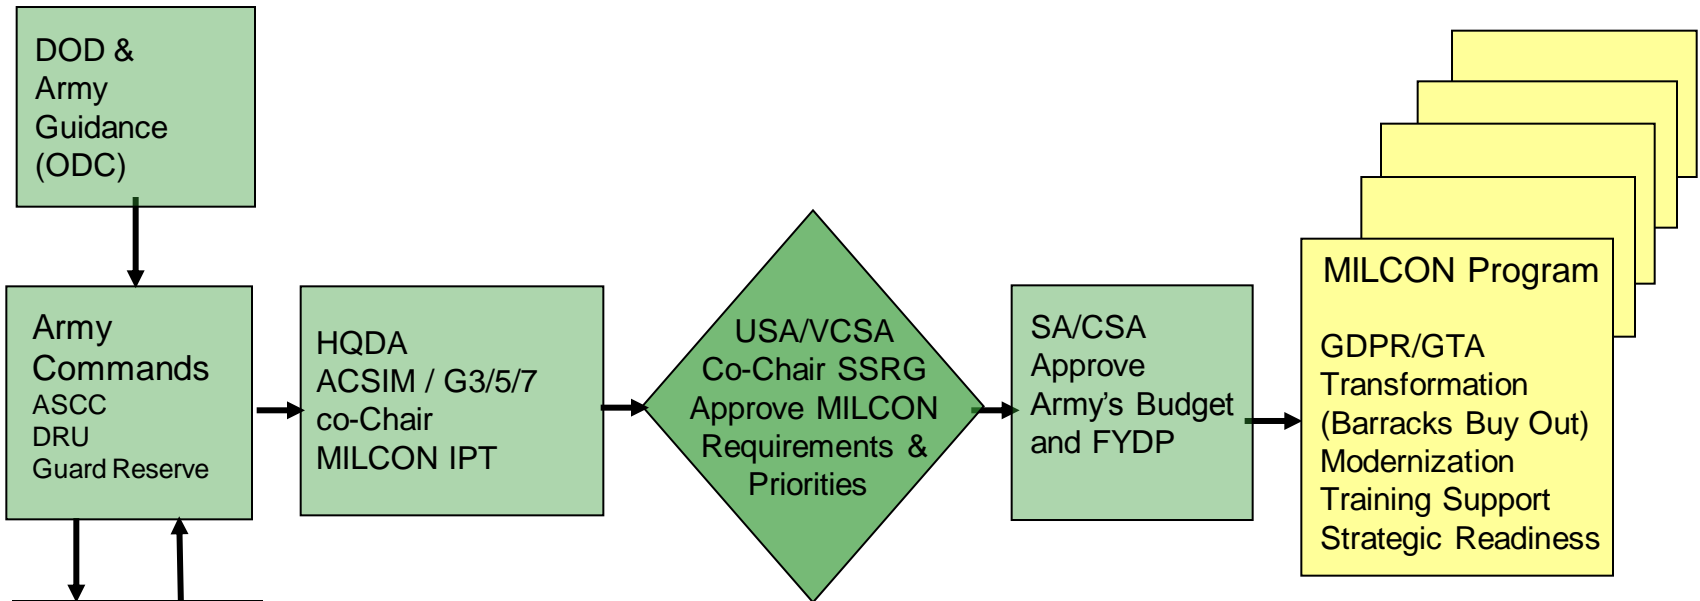 DOD &
Army
Guidance
(ODC)
Army
Commands
ASCC
DRU
Guard Reserve
HQDA
ACSIM / G3/5/7
co-Chair
MILCON IPT
USA/VCSA
Co-Chair SSRG
Approve MILCON
Requirements &
Priorities
SA/CSA
Approve
Army's Budget
and FYDP
MILCON Program
GDPR/GTA
Transformation
(Barracks Buy Out)
Modernization
Training Support
Strategic Readiness